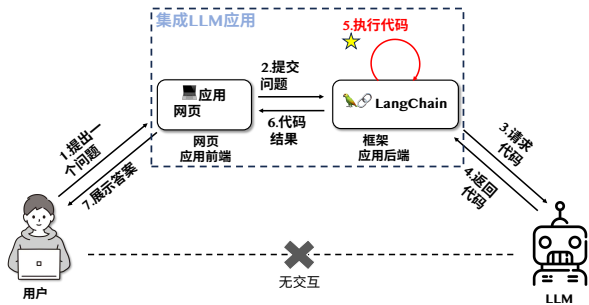 集成LLM应用
5.执行代码
2.提交
问题
应用
网页
LangChain
6.代码
结果
网页
应用前端
框架
应用后端
1.提出一
个问题
7.展示答案
3.请求
代码
4.返回
代码
无交互
用户
LLM